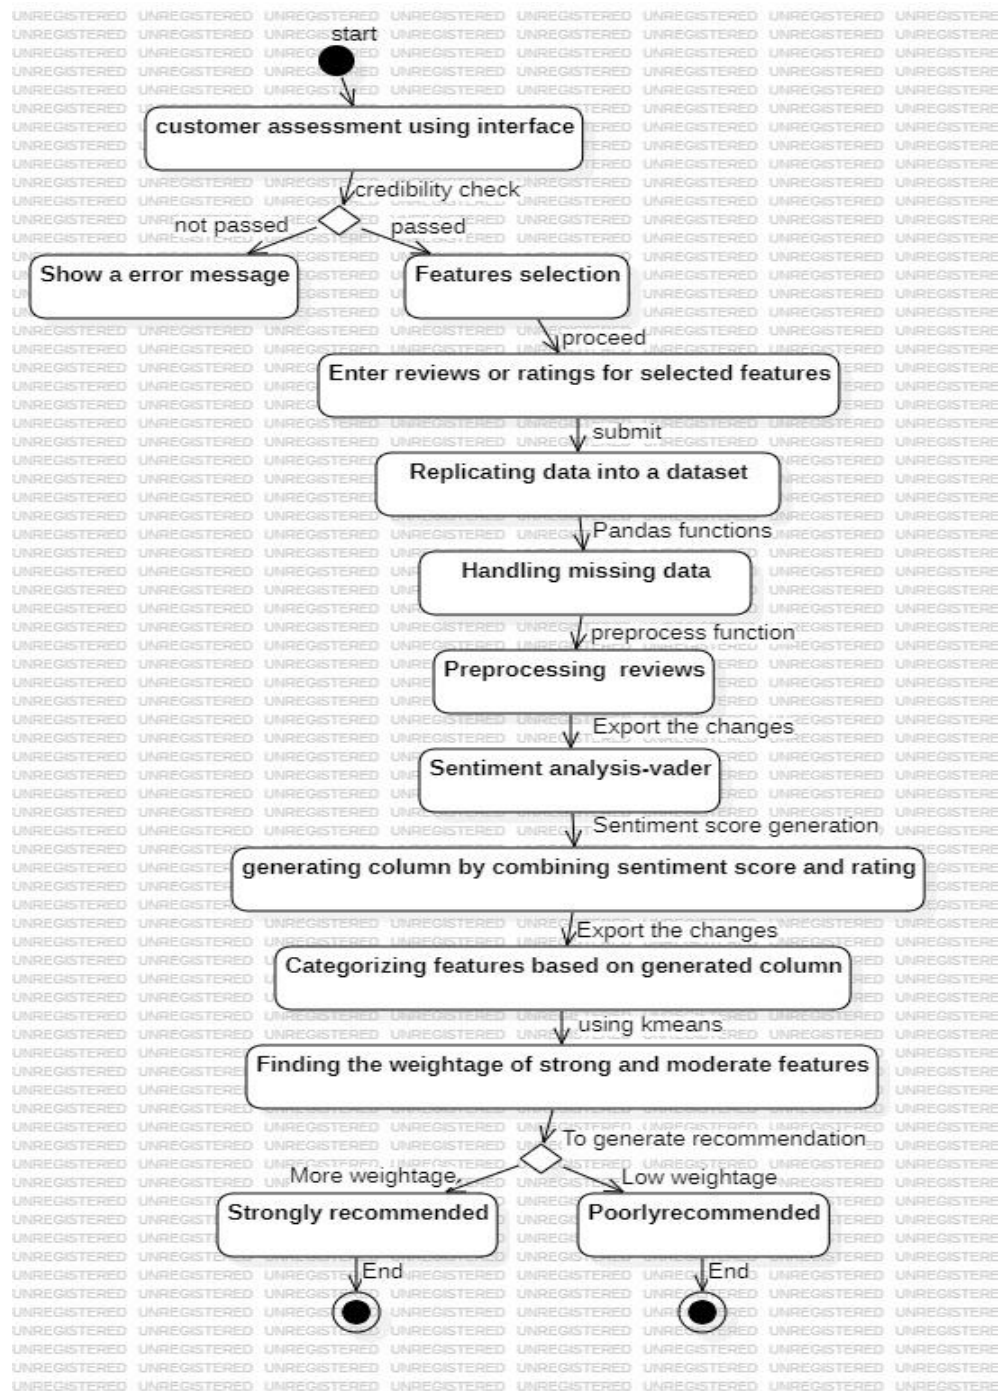 start
customer assessment using interface
credibility check
not passed
passed
Show a error message
Features selection
proceed
Enter reviews or ratings for selected features
submit
Replicating data into a dataset
Pandas functions
Handling missing data
preprocess function
Preprocessing  reviews
Export the changes
Sentiment analysis-vader
Sentiment score generation
generating column by combining sentiment score and rating
Export the changes
Categorizing features based on generated column
using kmeans
Finding the weightage of strong and moderate features
To generate recommendation
More weightage
Low weightage
Strongly recommended
Poorlyrecommended
End
End
UNREGISTERED